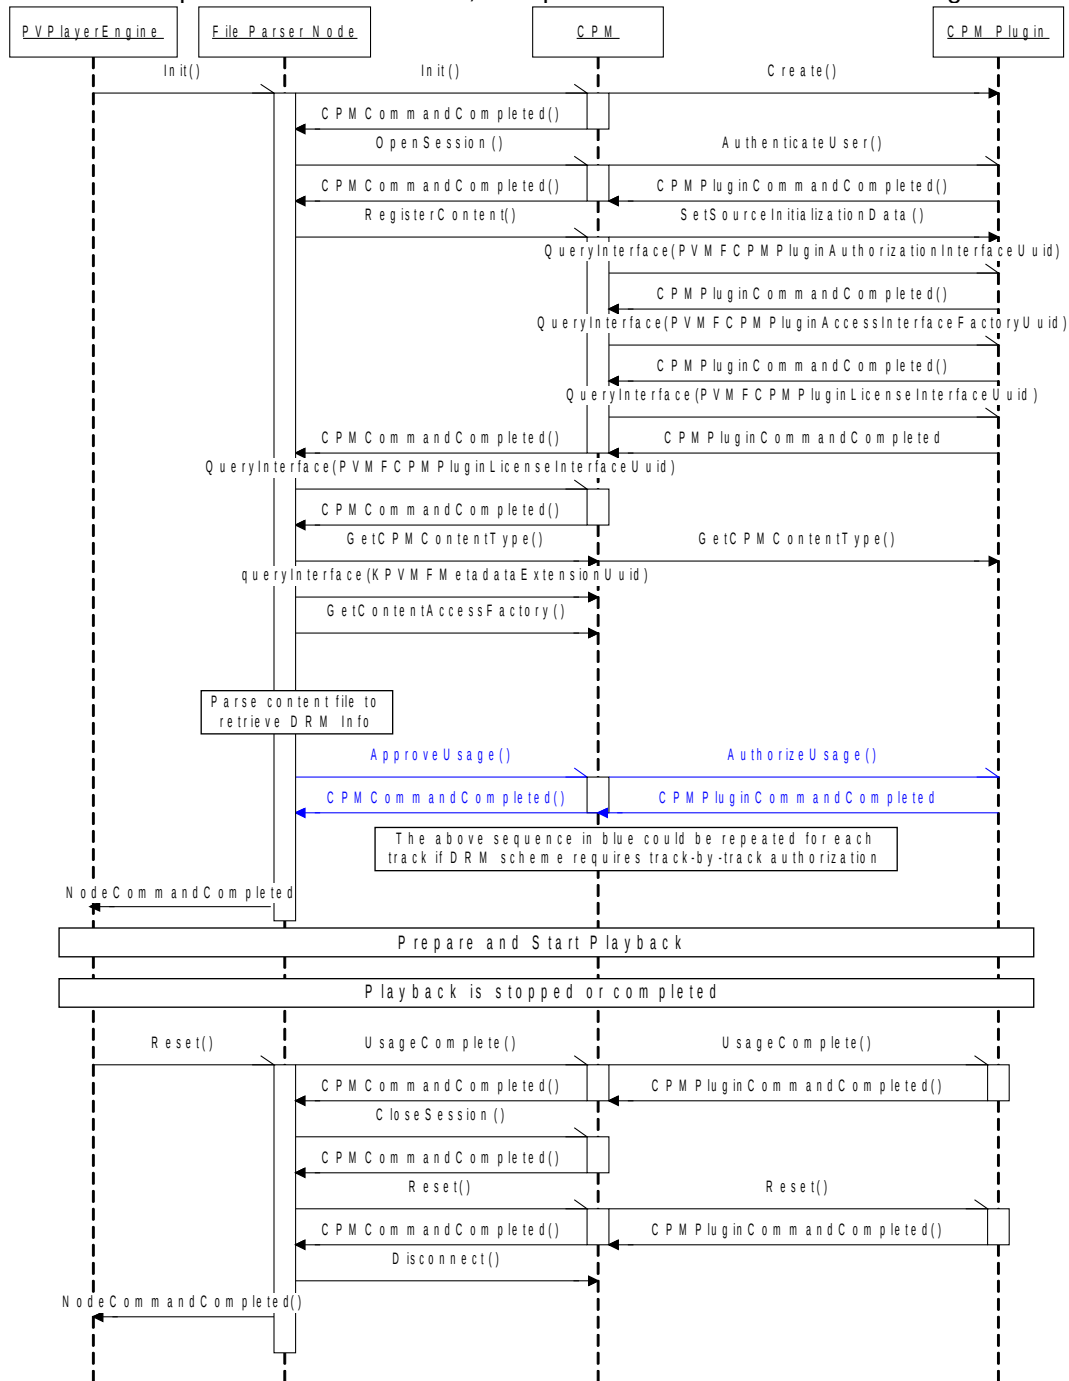 PVPlayerEngine File Parser Node CPM CPM Plugin
Init() Init() Create()
CPMCommandCompleted()
OpenSession() AuthenticateUser()
CPMCommandCompleted() CPMPluginCommandCompleted()
RegisterContent() SetSourceInitializationData()
QueryInterface(PVMFCPMPluginAuthorizationInterfaceUuid)
CPMPluginCommandCompleted()
QueryInterface(PVMFCPMPluginAccessInterfaceFactoryUuid)
CPMPluginCommandCompleted()
QueryInterface(PVMFCPMPluginLicenseInterfaceUuid)
CPMCommandCompleted() CPMPluginCommandCompleted
QueryInterface(PVMFCPMPluginLicenseInterfaceUuid)
CPMCommandCompleted()
GetCPMContentType() GetCPMContentType()
queryInterface(KPVMFMetadataExtensionUuid)
GetContentAccessFactory()
Parse content file to
retrieve DRM Info
ApproveUsage() AuthorizeUsage()
CPMCommandCompleted() CPMPluginCommandCompleted
The above sequence in blue could be repeated for each
track if DRM scheme requires track-by-track authorization
NodeCommandCompleted
Prepare and Start Playback
Playback is stopped or completed
Reset() UsageComplete() UsageComplete()
CPMCommandCompleted() CPMPluginCommandCompleted()
CloseSession()
CPMCommandCompleted()
Reset() Reset()
CPMCommandCompleted() CPMPluginCommandCompleted()
Disconnect()
NodeCommandCompleted()